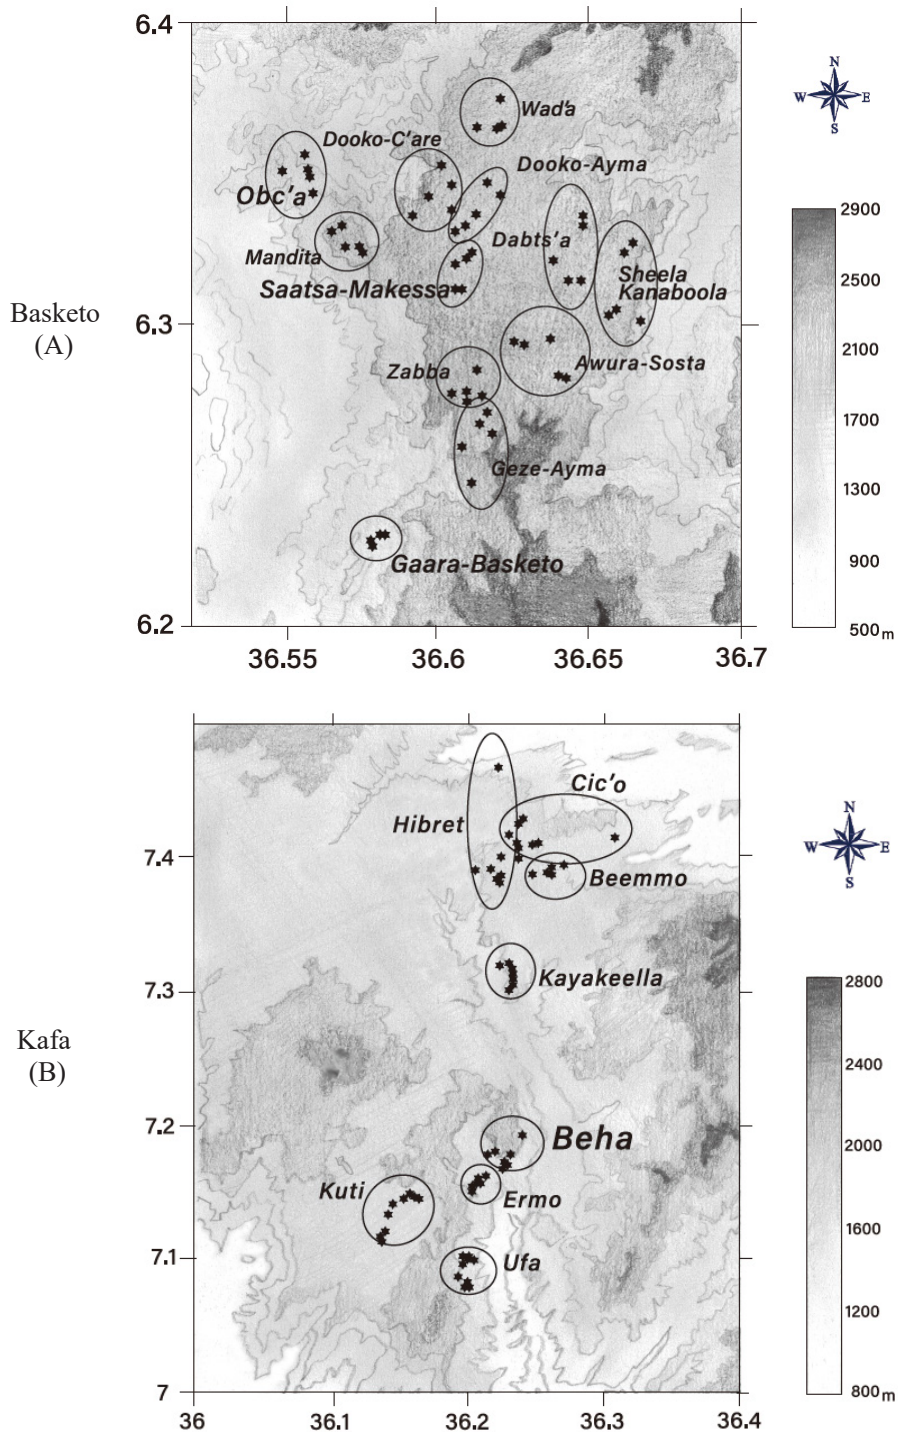 6.4
N
W E
S
Wad'a
Dooko-C'are
Dooko-Ayma
Obc'a
2900
Dabts'a
Mandita
Sheela
Kanaboola
Saatsa-Makessa
2500
Basketo
(A)
6.3
2100
Zabba
Awura-Sosta
1700
Geze-Ayma
1300
Gaara-Basketo
900
6.2
500m
36.55
36.6
36.65
36.7
Cic'o
Hibret
N
W E
S
7.4
Beemmo
Kayakeella
2800
7.3
Kafa
(B)
2400
7.2
Beha
2000
Kuti
Ermo
1600
7.1
Ufa
1200
7
800m
36
36.1
36.2
36.3
36.4